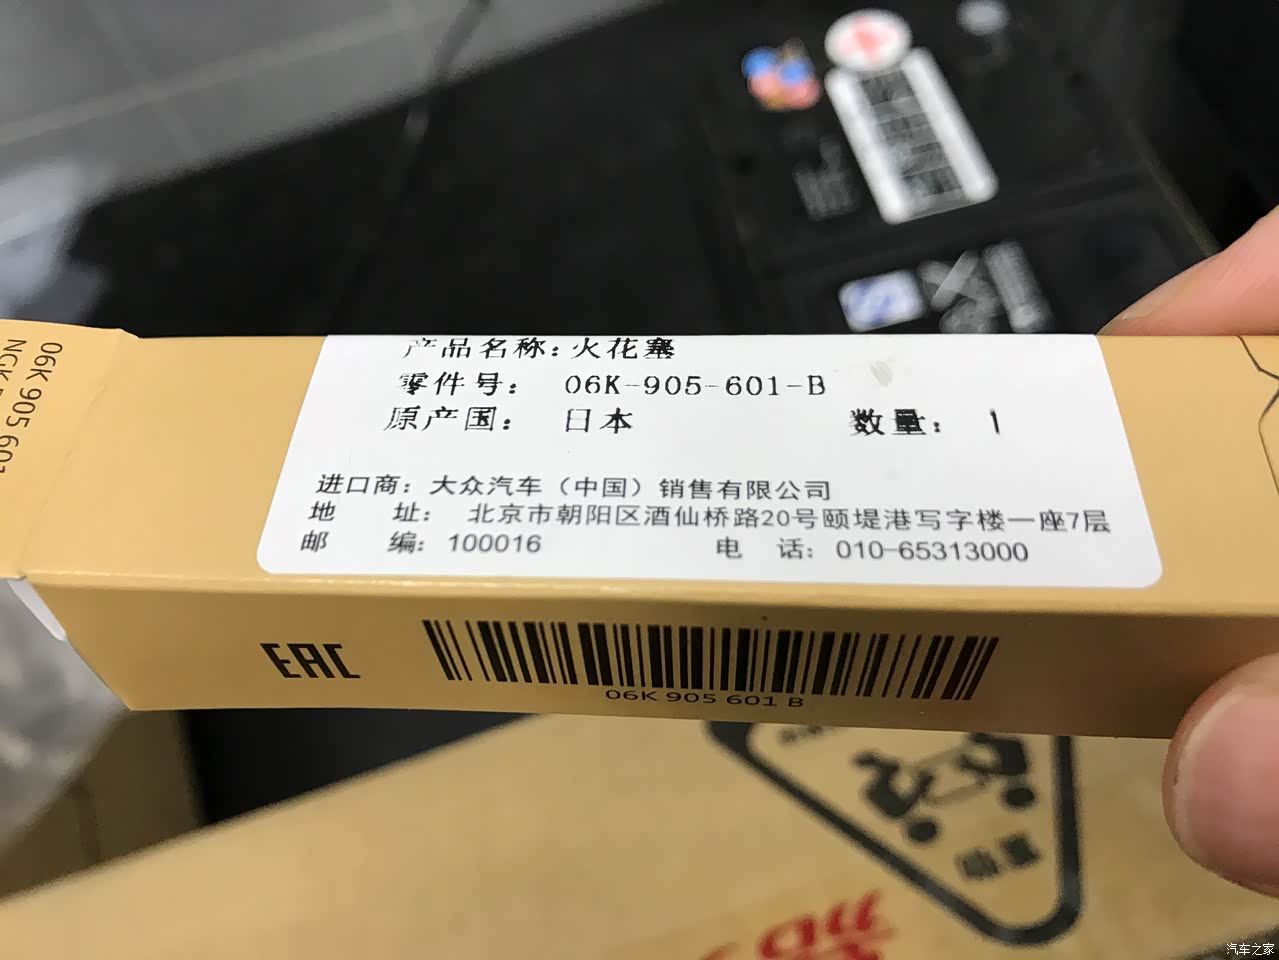 产品名称：火花塞
零件号： 06K-905-601-B
原产国： 日本 数量： 1
进口商：大众汽车（中国）销售有限公司
地 址： 北京市朝阳区酒仙桥路20号颐堤港写字楼一座7层
邮 编：100016 电 话：010-65313000
EAC
06K 905 601 B
06K 905 601
NGK
汽车之家